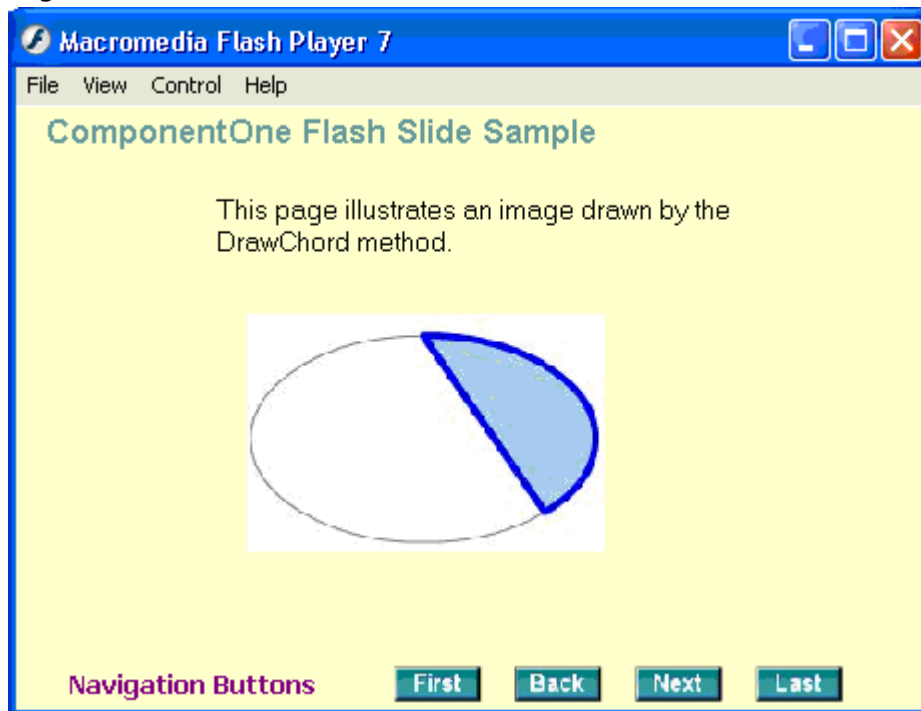 Macromedia Flash Player 7
File View Control Help
ComponentOne Flash Slide Sample
This page illustrates an image drawn by the
DrawChord method.
Navigation Buttons First Back Next Last